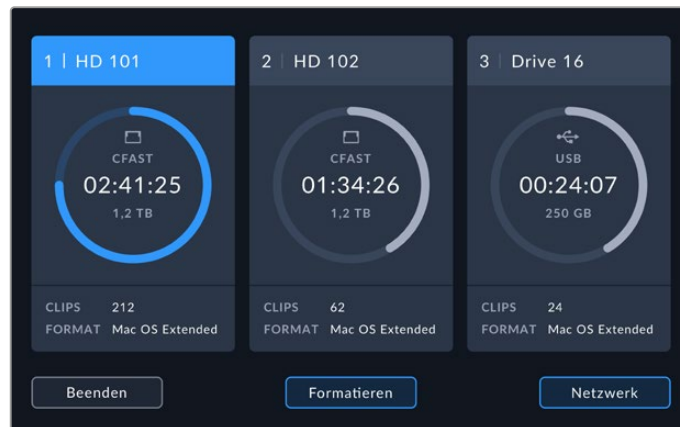 1 | HD 101
CFAST
02:41:25
1,2 TB
CLIPS 212
FORMAT Mac OS Extended
2 | HD 102
CFAST
01:34:26
1,2 TB
CLIPS 62
FORMAT Mac OS Extended
3 | Drive 16
USB
00:24:07
250 GB
CLIPS 24
FORMAT Mac OS Extended
Beenden
Formatieren
Netzwerk